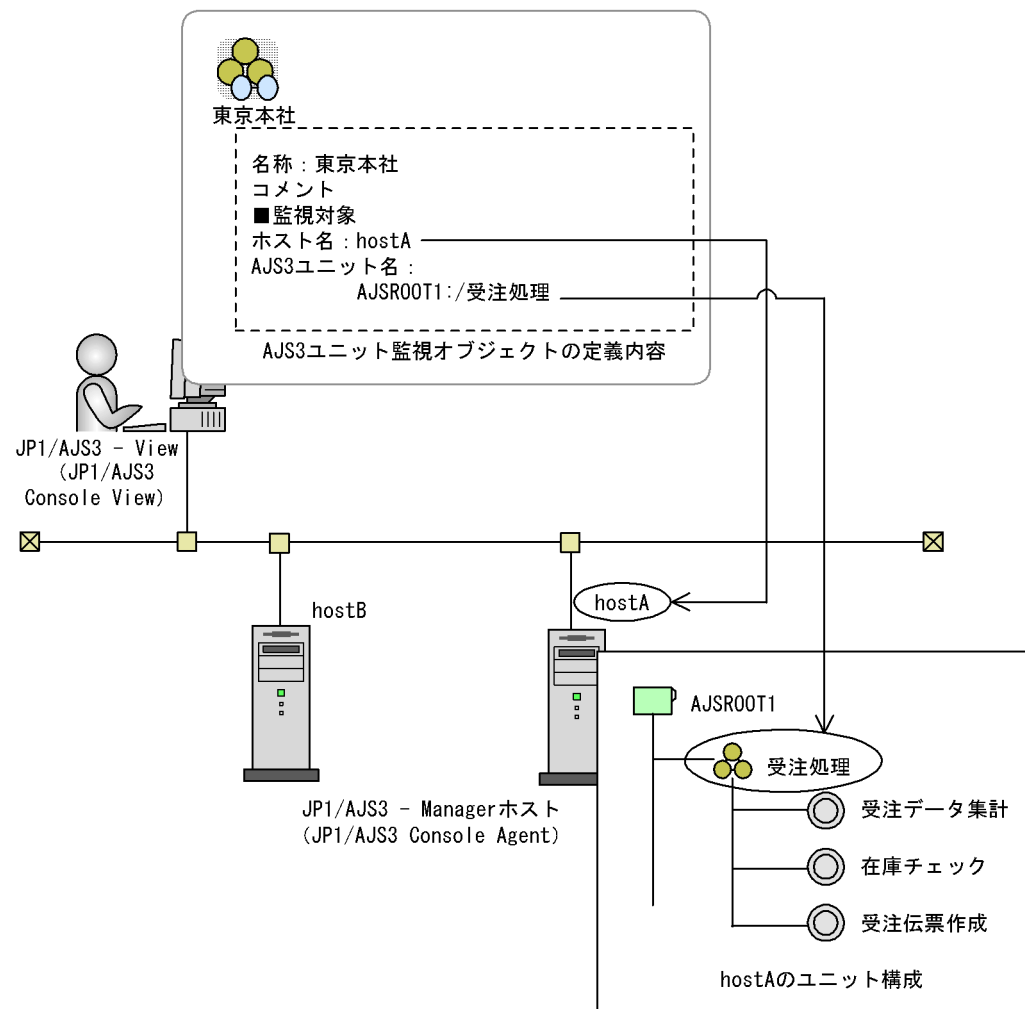 東京本社
名称：東京本社
コメント
■監視対象
ホスト名：hostA
AJS3ユニット名：
AJSROOT1:/受注処理
AJS3ユニット監視オブジェクトの定義内容
JP1/AJS3 − View
（JP1/AJS3
Console View）
hostB
hostA
AJSROOT1
受注処理
受注データ集計
在庫チェック
受注伝票作成
hostAのユニット構成
JP1/AJS3 − Managerホスト
（JP1/AJS3 Console Agent）